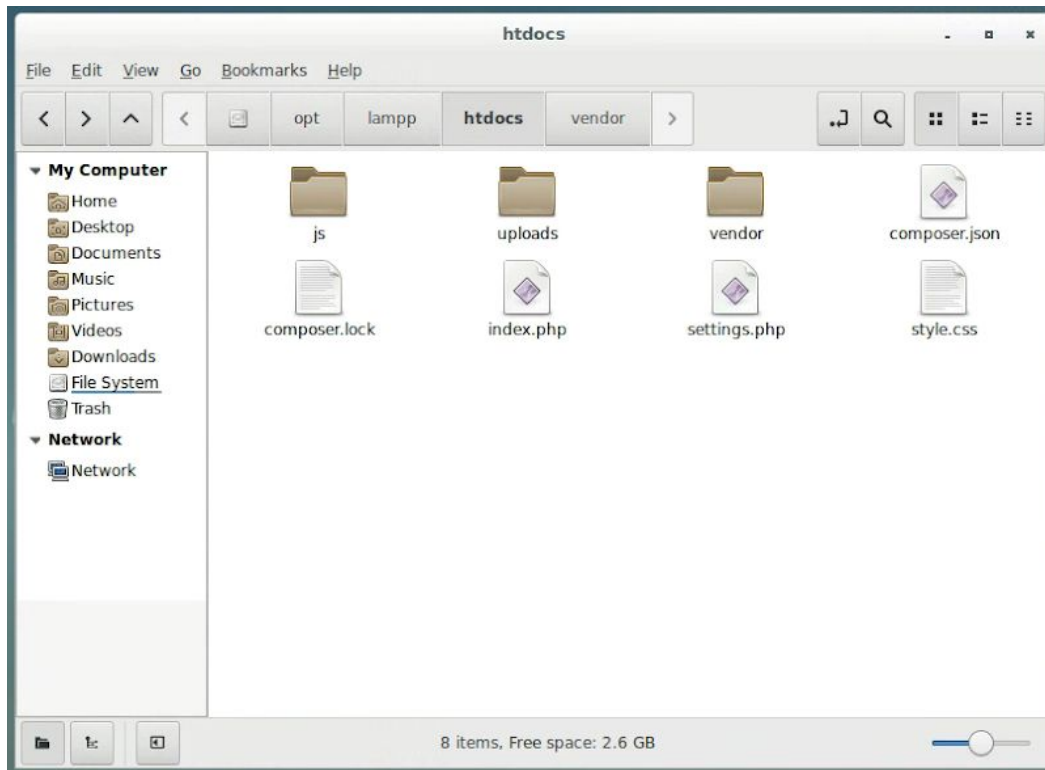 htdocs
File Edit View Go Bookmarks Help
opt lampp htdocs vendor
My Computer
Home
Desktop
Documents
Music
Pictures
Videos
Downloads
File System
Trash
Network
Network
js uploads vendor composer.json
composer.lock index.php settings.php style.css
8 items, Free space: 2.6 GB